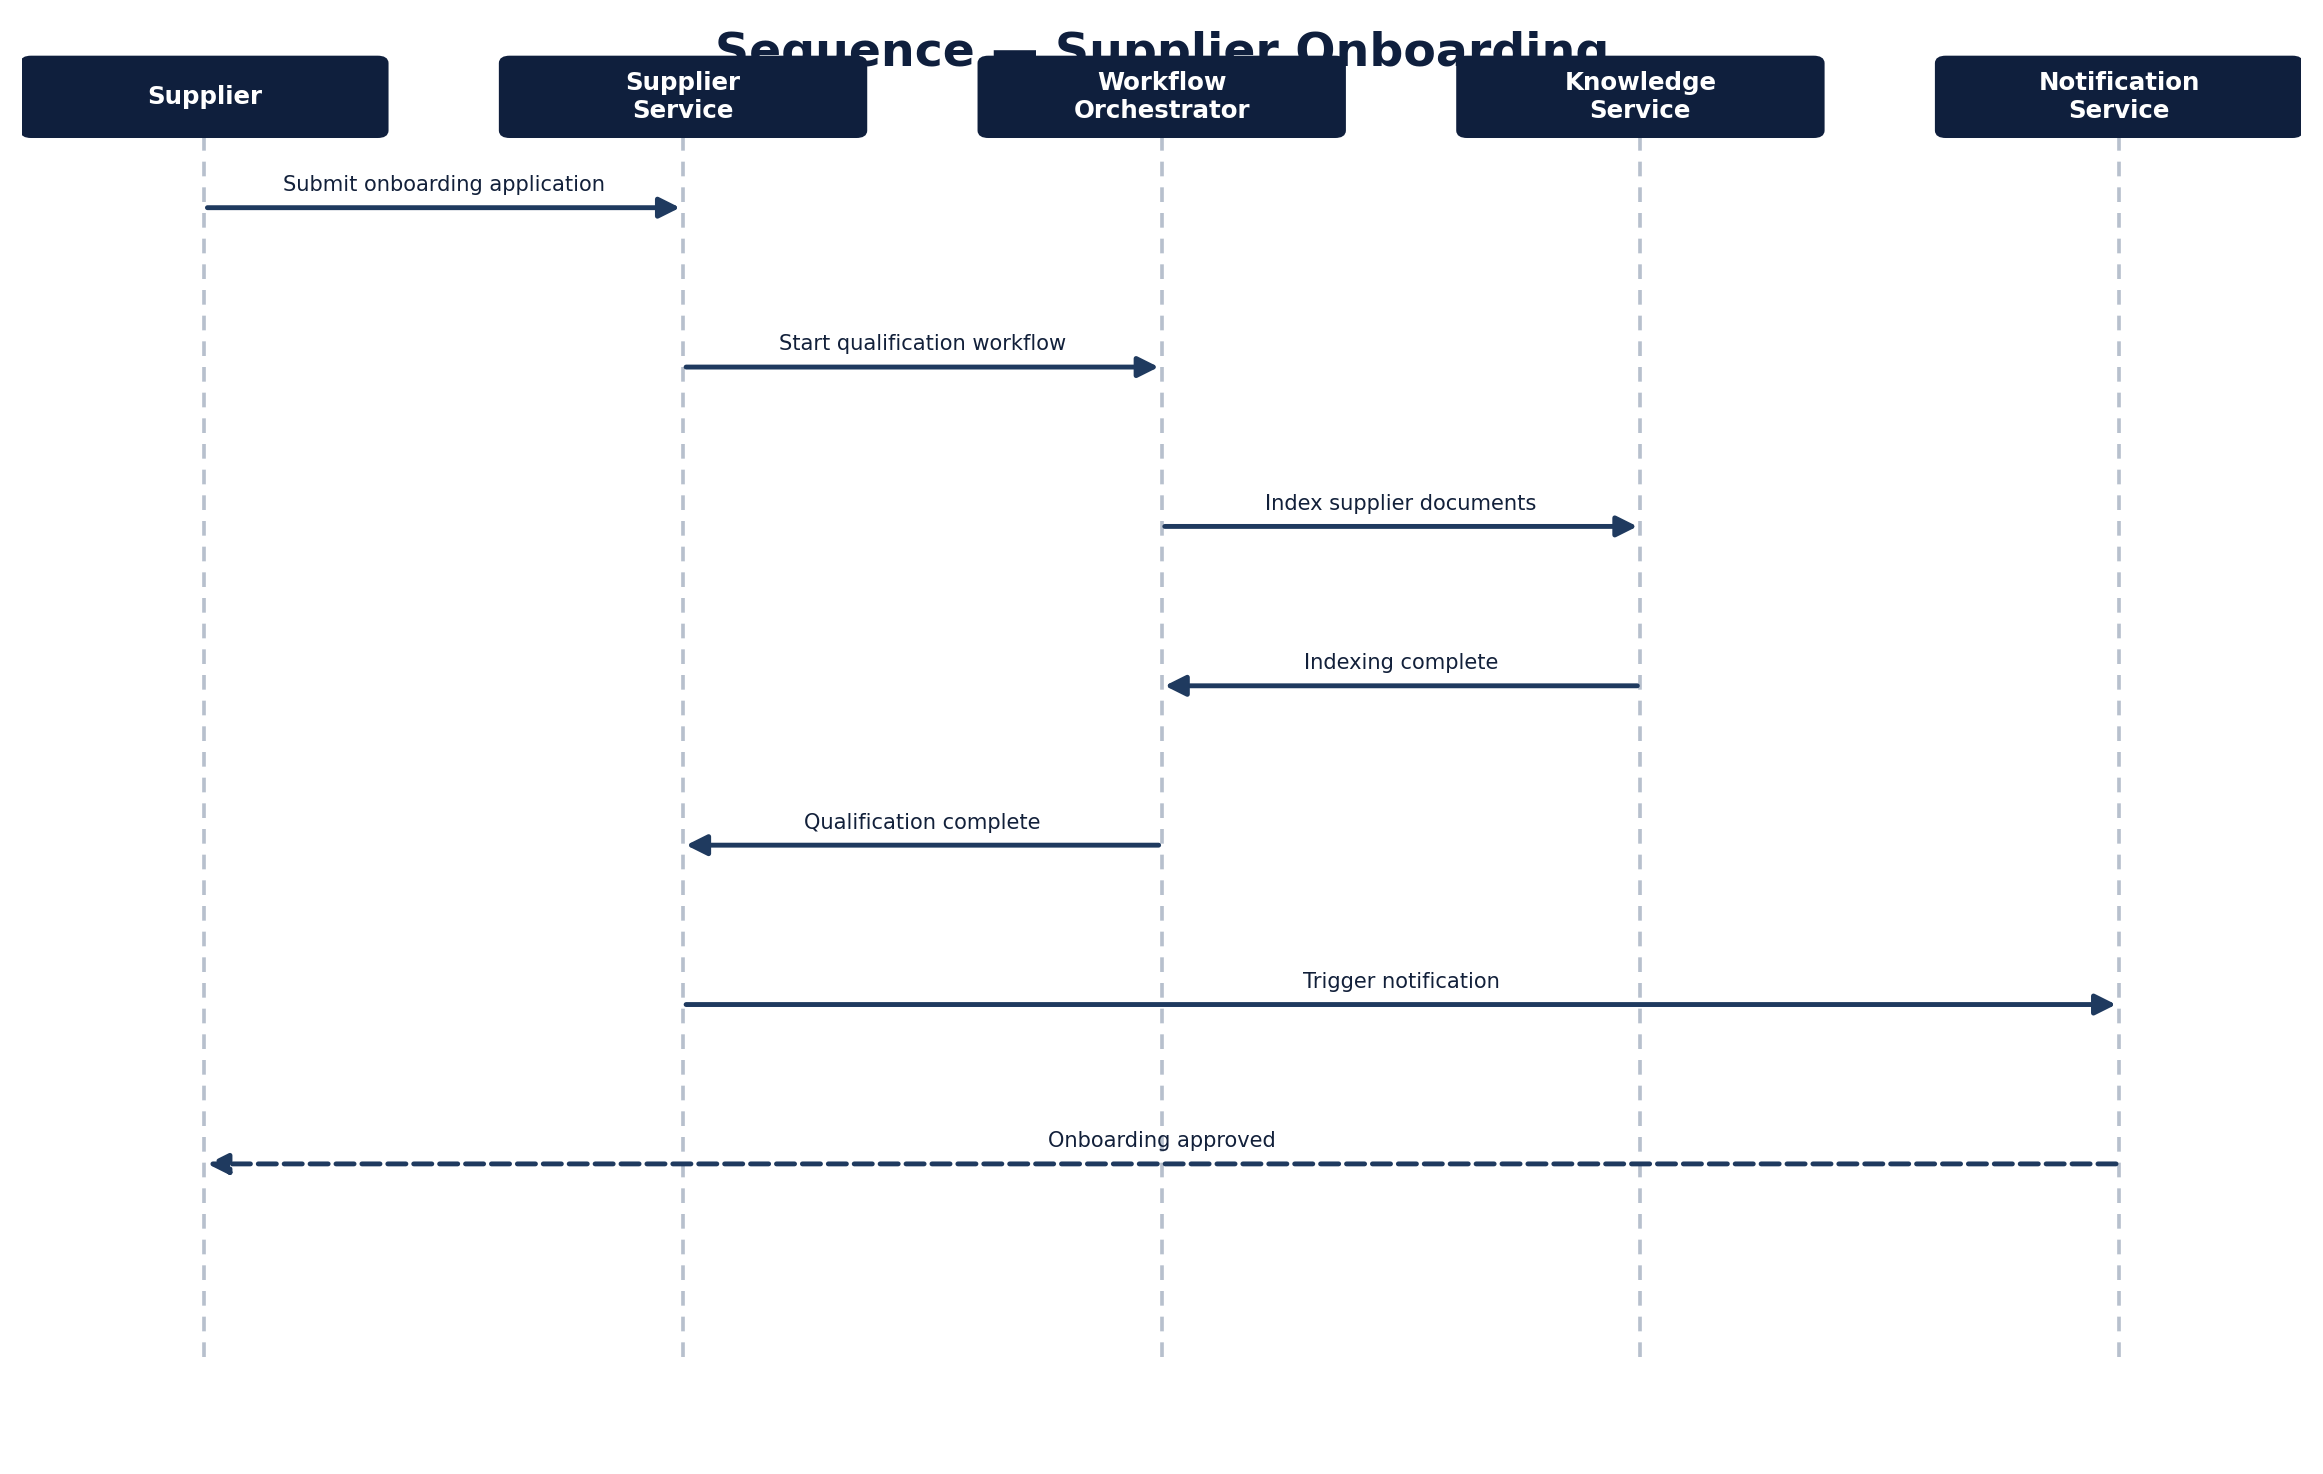 Sequence — Supplier Onboarding
Supplier
Supplier
Service
Workflow
Orchestrator
Knowledge
Service
Notification
Service
Submit onboarding application
Start qualification workflow
Index supplier documents
Indexing complete
Qualification complete
Trigger notification
Onboarding approved